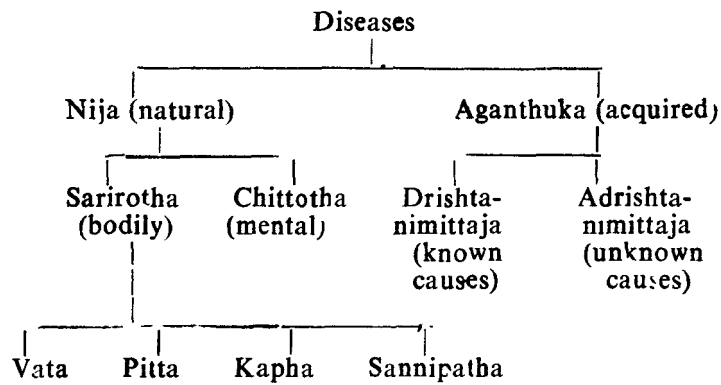 Diseases
Nija (natural) Aganthuka (acquired)
Sarirotha Chittotha Drishta- Adrishta-
(bodily) (mental) nimittaja nimittaja
(known (unknown
causes) causes)
Vata Pitta Kapha Sannipatha